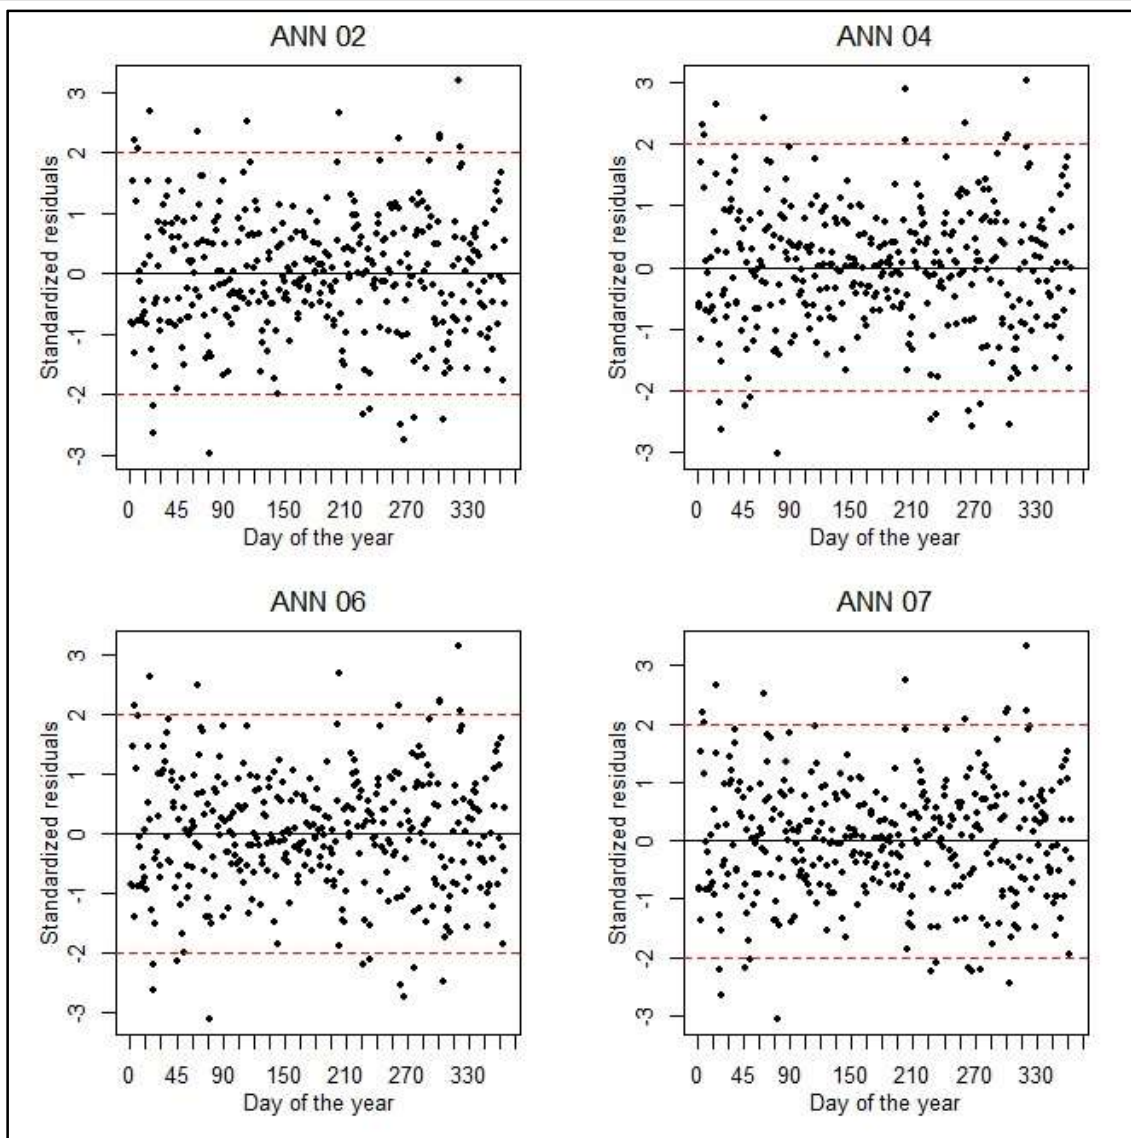 ANN 02
Standardized residuals
3
2
1
0
-1
-2
-3
0 45 90 150 210 270 330
Day of the year
ANN 04
Standardized residuals
3
2
1
0
-1
-2
-3
0 45 90 150 210 270 330
Day of the year
ANN 06
Standardized residuals
3
2
1
0
-1
-2
-3
0 45 90 150 210 270 330
Day of the year
ANN 07
Standardized residuals
3
2
1
0
-1
-2
-3
0 45 90 150 210 270 330
Day of the year